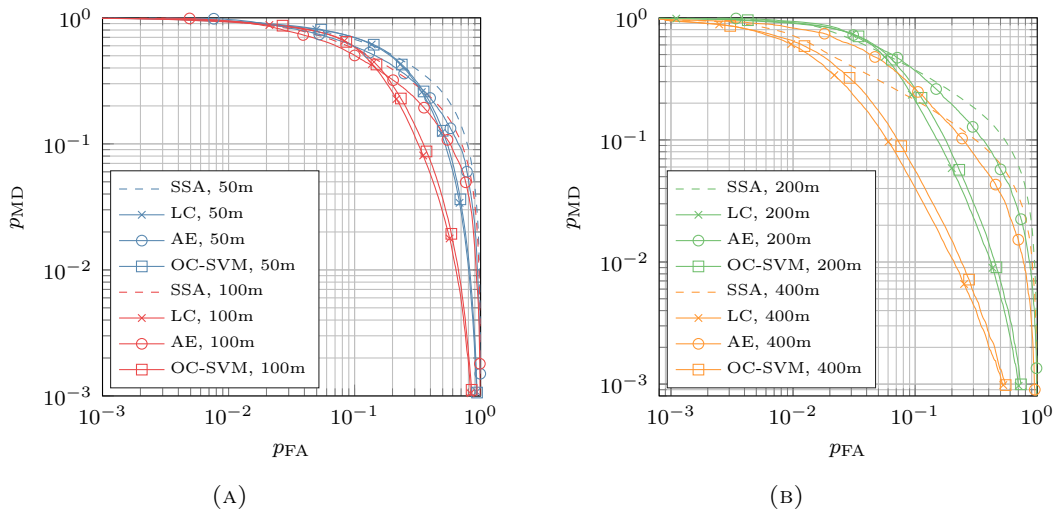 10^0
10^−1
10^−2
10^−3
p_MD
SSA, 50m
LC, 50m
AE, 50m
OC-SVM, 50m
SSA, 100m
LC, 100m
AE, 100m
OC-SVM, 100m
10^−3
10^−2
10^−1
10^0
p_FA
(A)
10^0
10^−1
10^−2
10^−3
p_MD
SSA, 200m
LC, 200m
AE, 200m
OC-SVM, 200m
SSA, 400m
LC, 400m
AE, 400m
OC-SVM, 400m
10^−3
10^−2
10^−1
10^0
p_FA
(B)